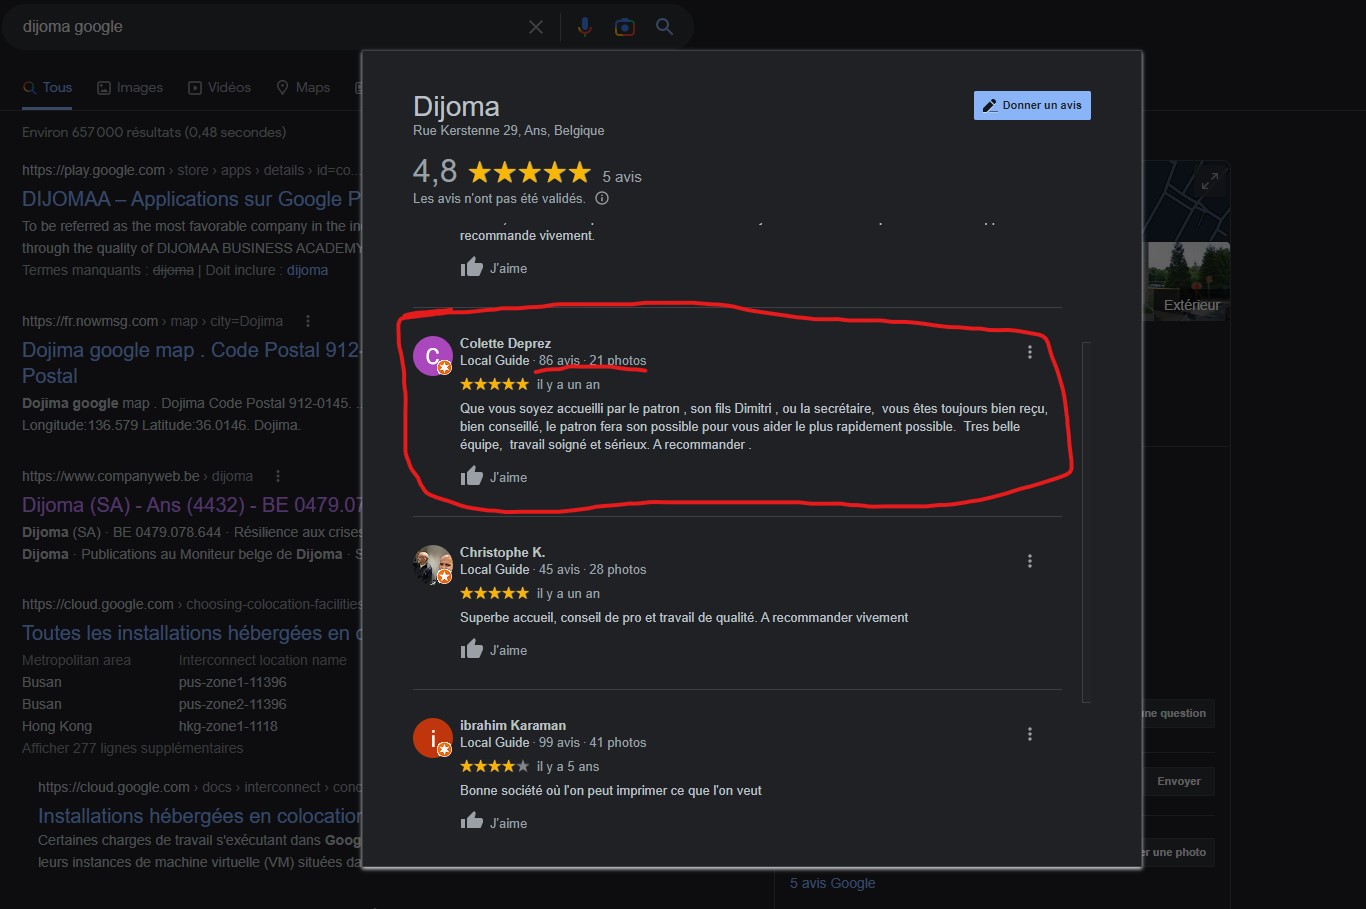 dijoma google
Tous
Images
Vidéos
Maps
Environ 657 000 résultats (0,48 secondes)
https://play.google.com › store › apps › details › id=co...
DIJOMAA – Applications sur Google P
To be referred as the most favorable company in the in
through the quality of DIJOMAA BUSINESS ACADEMY
Termes manquants : dijoma | Doit inclure : dijoma
https://fr.nowmsg.com › map › city=Dojima
Dojima google map . Code Postal 912-
Postal
Dojima google map . Dojima Code Postal 912-0145. ..
Longitude:136.579 Latitude:36.0146. Dojima.
https://www.companyweb.be › dijoma
Dijoma (SA) - Ans (4432) - BE 0479.07
Dijoma (SA) · BE 0479.078.644 · Résilience aux crises
Dijoma · Publications au Moniteur belge de Dijoma · S
https://cloud.google.com › choosing-colocation-facilities
Toutes les installations hébergées en c
Metropolitan area Interconnect location name
Busan pus-zone1-11396
Busan pus-zone2-11396
Hong Kong hkg-zone1-1118
Afficher 277 lignes supplémentaires
https://cloud.google.com › docs › interconnect › conc
Installations hébergées en colocation
Certaines charges de travail s'exécutant dans Goog
leurs instances de machine virtuelle (VM) situées da
Dijoma
Donner un avis
Rue Kerstenne 29, Ans, Belgique
4,8
5 avis
Les avis n'ont pas été validés.
recommande vivement.
J'aime
C
Colette Deprez
Local Guide · 86 avis · 21 photos
il y a un an
Que vous soyez accueilli par le patron , son fils Dimitri , ou la secrétaire, vous êtes toujours bien reçu,
bien conseillé, le patron fera son possible pour vous aider le plus rapidement possible. Tres belle
équipe, travail soigné et sérieux. A recommander .
J'aime
Christophe K.
Local Guide · 45 avis · 28 photos
il y a un an
Superbe accueil, conseil de pro et travail de qualité. A recommander vivement
J'aime
i
ibrahim Karaman
Local Guide · 99 avis · 41 photos
il y a 5 ans
Bonne société où l'on peut imprimer ce que l'on veut
J'aime
Extérieur
ne question
Envoyer
er une photo
5 avis Google